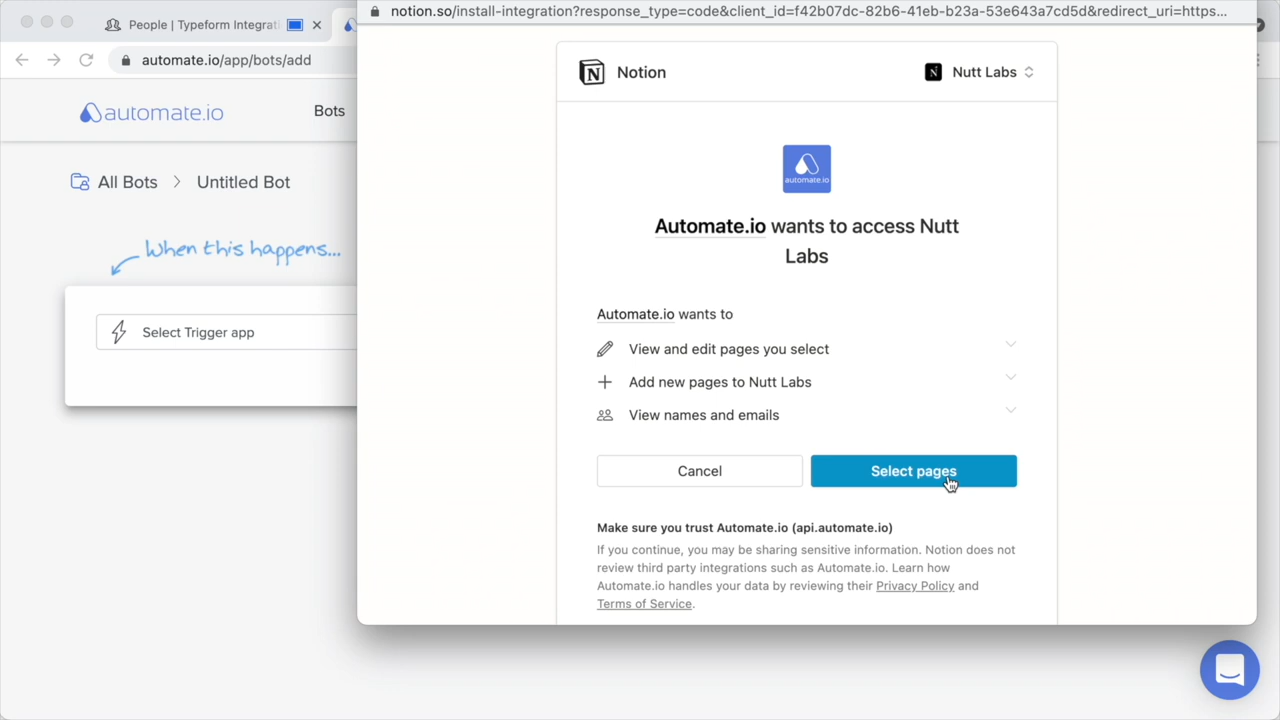 People | Typeform Integrat
notion.so/install-integration?response_type=code&client_id=f42b07dc-82b6-41eb-b23a-53e643a7cd5d&redirect_uri=https...
automate.io/app/bots/add
automate.io
Bots
All Bots > Untitled Bot
When this happens...
Select Trigger app
Notion
Nutt Labs
automate.io
Automate.io wants to access Nutt
Labs
Automate.io wants to
View and edit pages you select
Add new pages to Nutt Labs
View names and emails
Cancel
Select pages
Make sure you trust Automate.io (api.automate.io)
If you continue, you may be sharing sensitive information. Notion does not
review third party integrations such as Automate.io. Learn how
Automate.io handles your data by reviewing their Privacy Policy and
Terms of Service.